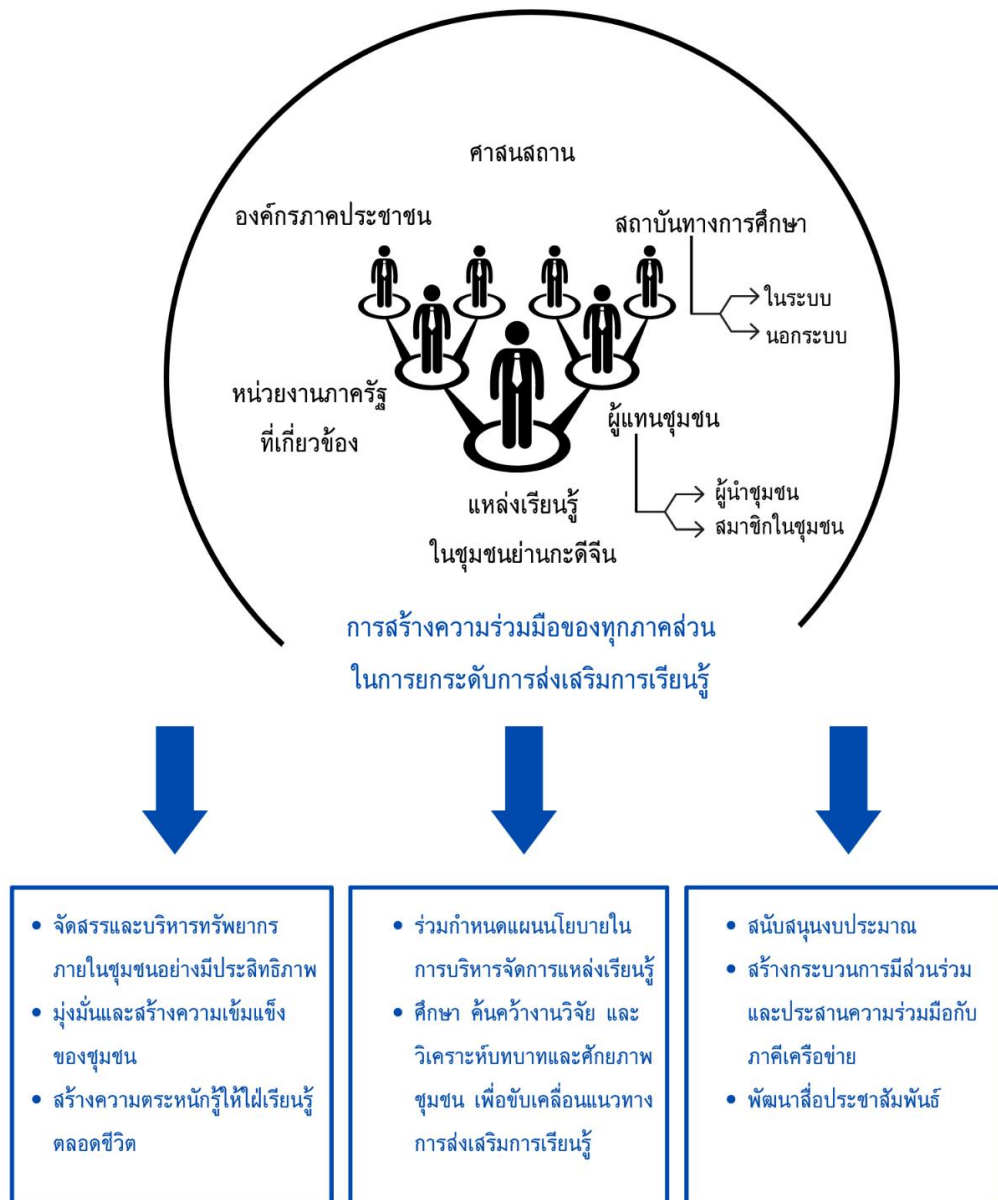 ศาสนสถาน
องค์กรภาคประชาชน
สถาบันทางการศึกษา
ในระบบ
นอกระบบ
หน่วยงานภาครัฐ
ที่เกี่ยวข้อง
ผู้แทนชุมชน
ผู้นำชุมชน
สมาชิกในชุมชน
แหล่งเรียนรู้
ในชุมชนย่านกะดีจีน
การสร้างความร่วมมือของทุกภาคส่วน
ในการยกระดับการส่งเสริมการเรียนรู้
• จัดสรรและบริหารทรัพยากร
ภายในชุมชนอย่างมีประสิทธิภาพ
• มุ่งมั่นและสร้างความเข้มแข็ง
ของชุมชน
• สร้างความตระหนักรู้ให้ใฝ่เรียนรู้
ตลอดชีวิต
• ร่วมกำหนดแผนนโยบายใน
การบริหารจัดการแหล่งเรียนรู้
• ศึกษา ค้นคว้างานวิจัย และ
วิเคราะห์บทบาทและศักยภาพ
ชุมชน เพื่อขับเคลื่อนแนวทาง
การส่งเสริมการเรียนรู้
• สนับสนุนงบประมาณ
• สร้างกระบวนการมีส่วนร่วม
และประสานความร่วมมือกับ
ภาคีเครือข่าย
• พัฒนาสื่อประชาสัมพันธ์